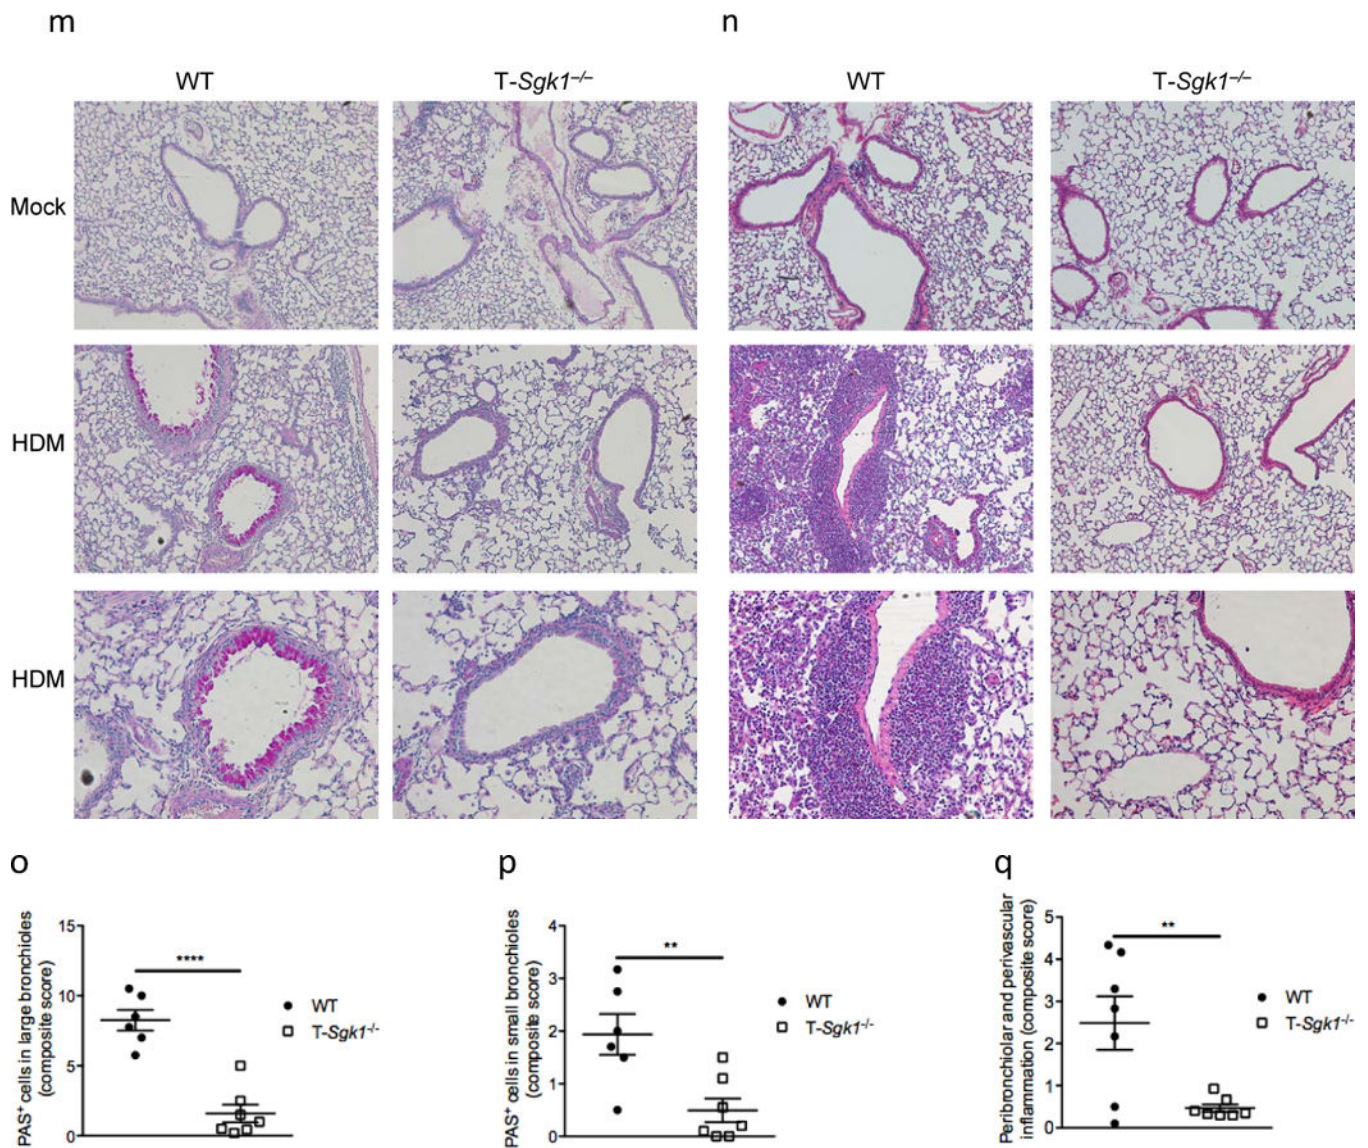 m
n
WT
T-Sgk1⁻/⁻
WT
T-Sgk1⁻/⁻
Mock
HDM
HDM
o
PAS⁺ cells in large bronchioles
(composite score)
15
10
5
0
****
WT
T-Sgk1⁻/⁻
p
PAS⁺ cells in small bronchioles
(composite score)
4
3
2
1
0
**
WT
T-Sgk1⁻/⁻
q
Peribronchiolar and perivascular
inflammation (composite score)
5
4
3
2
1
0
**
WT
T-Sgk1⁻/⁻